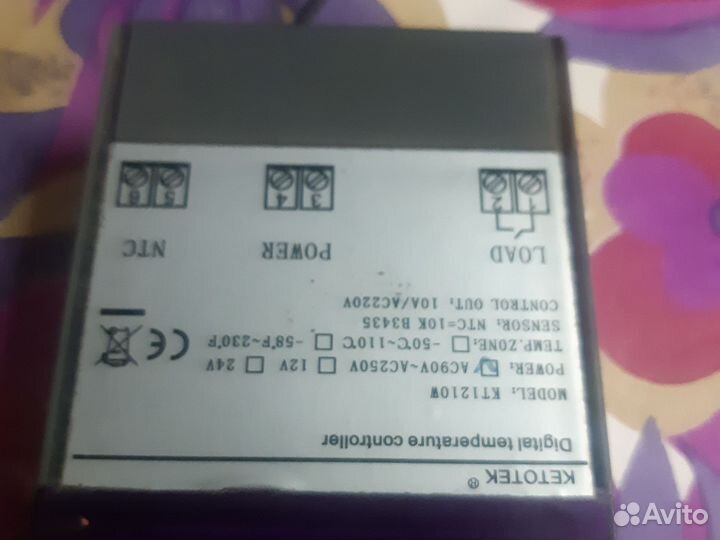 KETOTEK ®
Digital temperature controller
MODEL: KT1210W
POWER: AC90V~AC250V 12V 24V
TEMP.ZONE: -50℃~110℃ -58℉~230℉
SENSOR: NTC=10K B3435
CONTROL OUT: 10A/AC220V
CE
LOAD POWER NTC
1 2 3 4 5 6
Avito